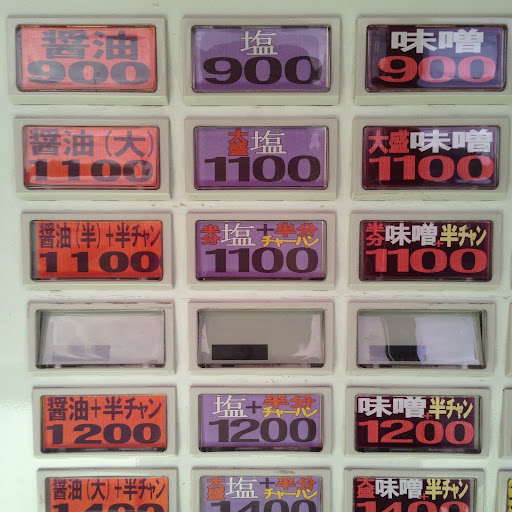 醤油 塩 味噌
900 900 900
醤油(大) 大盛塩 大盛味噌
1100 1100 1100
醤油(半)+半チャン 半分塩+半分チャーハン 半分味噌+半チャン
1100 1100 1100
醤油+半チャン 塩+半分チャーハン 味噌+半チャン
1200 1200 1200
醤油(大)+半チャン 大盛塩+半分チャーハン 大盛味噌+半チャン
1400 1400 1400